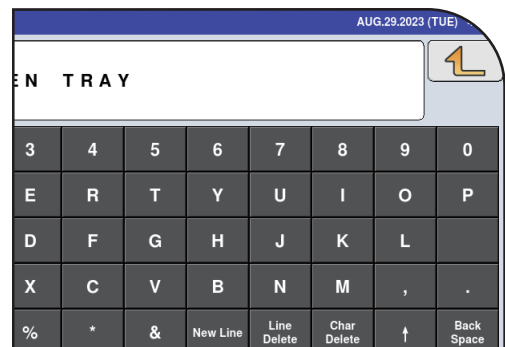 AUG.29.2023 (TUE)
EN TRAY
3 4 5 6 7 8 9 0
E R T Y U I O P
D F G H J K L
X C V B N M , .
% * & New Line Line Delete Char Delete ↑ Back Space